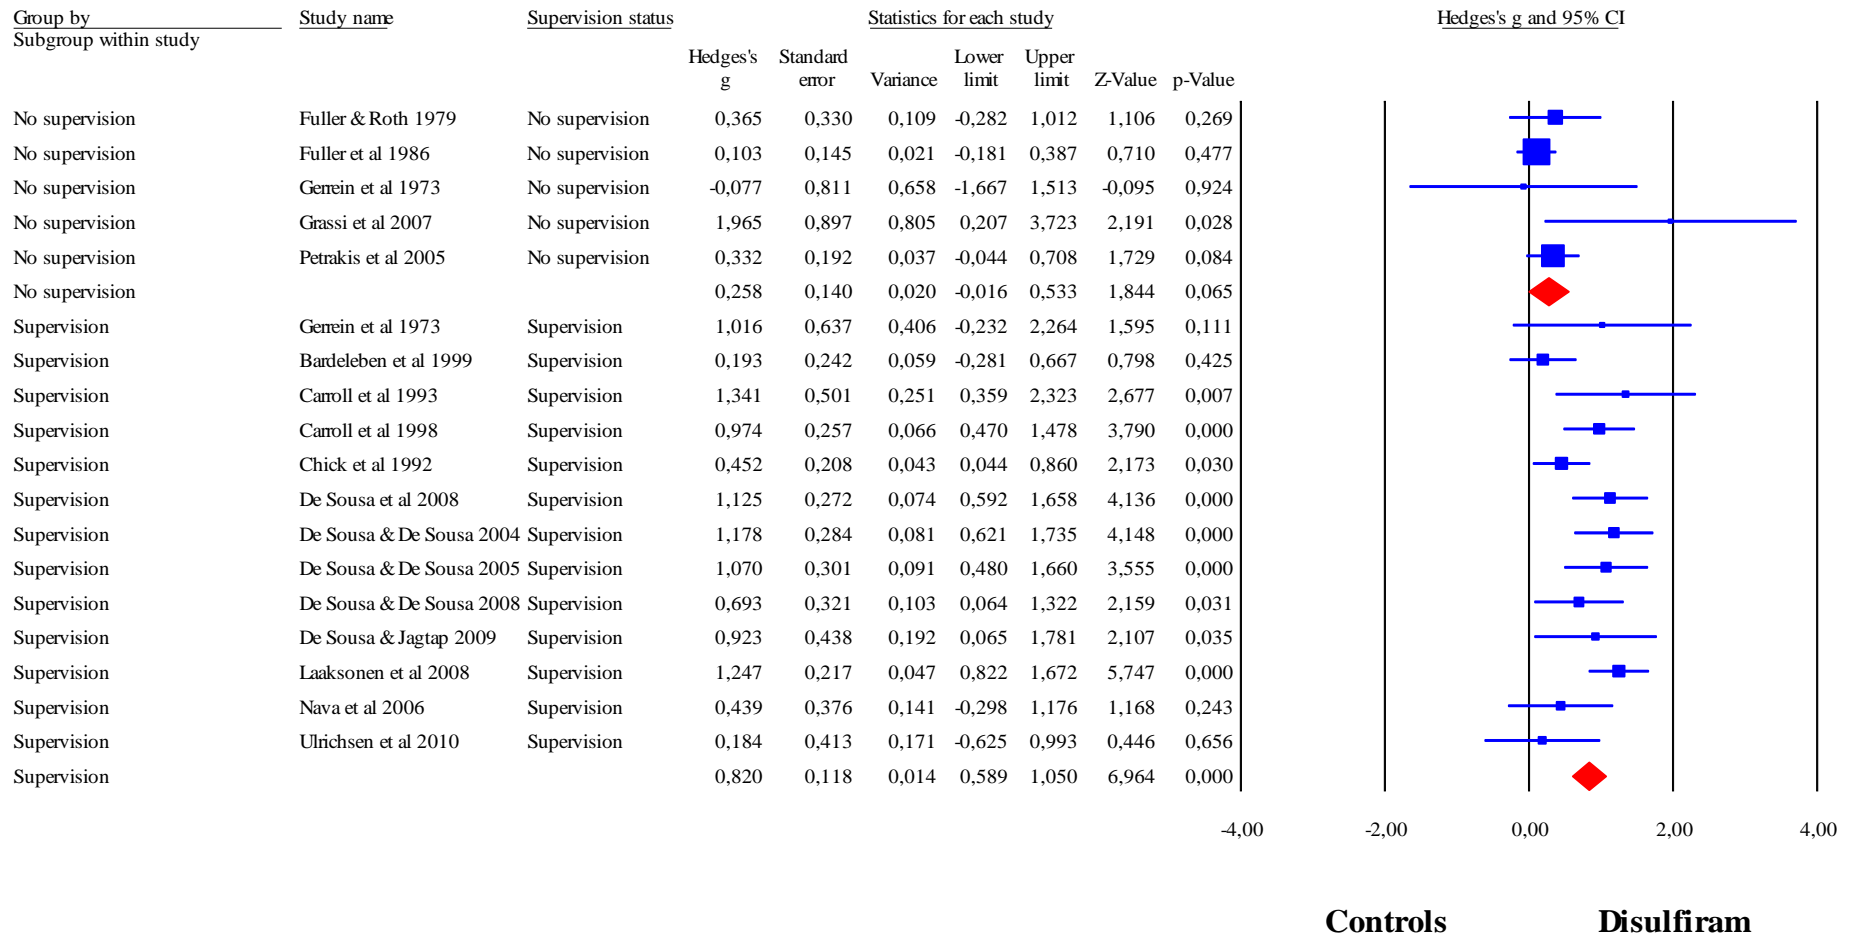 Group by Study name Supervision status Statistics for each study Hedges's g and 95% CI
Subgroup within study
Hedges's Standard Lower Upper
g error Variance limit limit Z-Value p-Value
No supervision Fuller & Roth 1979 No supervision 0,365 0,330 0,109 -0,282 1,012 1,106 0,269
No supervision Fuller et al 1986 No supervision 0,103 0,145 0,021 -0,181 0,387 0,710 0,477
No supervision Gerrein et al 1973 No supervision -0,077 0,811 0,658 -1,667 1,513 -0,095 0,924
No supervision Grassi et al 2007 No supervision 1,965 0,897 0,805 0,207 3,723 2,191 0,028
No supervision Petrakis et al 2005 No supervision 0,332 0,192 0,037 -0,044 0,708 1,729 0,084
No supervision 0,258 0,140 0,020 -0,016 0,533 1,844 0,065
Supervision Gerrein et al 1973 Supervision 1,016 0,637 0,406 -0,232 2,264 1,595 0,111
Supervision Bardeleben et al 1999 Supervision 0,193 0,242 0,059 -0,281 0,667 0,798 0,425
Supervision Carroll et al 1993 Supervision 1,341 0,501 0,251 0,359 2,323 2,677 0,007
Supervision Carroll et al 1998 Supervision 0,974 0,257 0,066 0,470 1,478 3,790 0,000
Supervision Chick et al 1992 Supervision 0,452 0,208 0,043 0,044 0,860 2,173 0,030
Supervision De Sousa et al 2008 Supervision 1,125 0,272 0,074 0,592 1,658 4,136 0,000
Supervision De Sousa & De Sousa 2004 Supervision 1,178 0,284 0,081 0,621 1,735 4,148 0,000
Supervision De Sousa & De Sousa 2005 Supervision 1,070 0,301 0,091 0,480 1,660 3,555 0,000
Supervision De Sousa & De Sousa 2008 Supervision 0,693 0,321 0,103 0,064 1,322 2,159 0,031
Supervision De Sousa & Jagtap 2009 Supervision 0,923 0,438 0,192 0,065 1,781 2,107 0,035
Supervision Laaksonen et al 2008 Supervision 1,247 0,217 0,047 0,822 1,672 5,747 0,000
Supervision Nava et al 2006 Supervision 0,439 0,376 0,141 -0,298 1,176 1,168 0,243
Supervision Ulrichsen et al 2010 Supervision 0,184 0,413 0,171 -0,625 0,993 0,446 0,656
Supervision 0,820 0,118 0,014 0,589 1,050 6,964 0,000
-4,00 -2,00 0,00 2,00 4,00
Controls Disulfiram